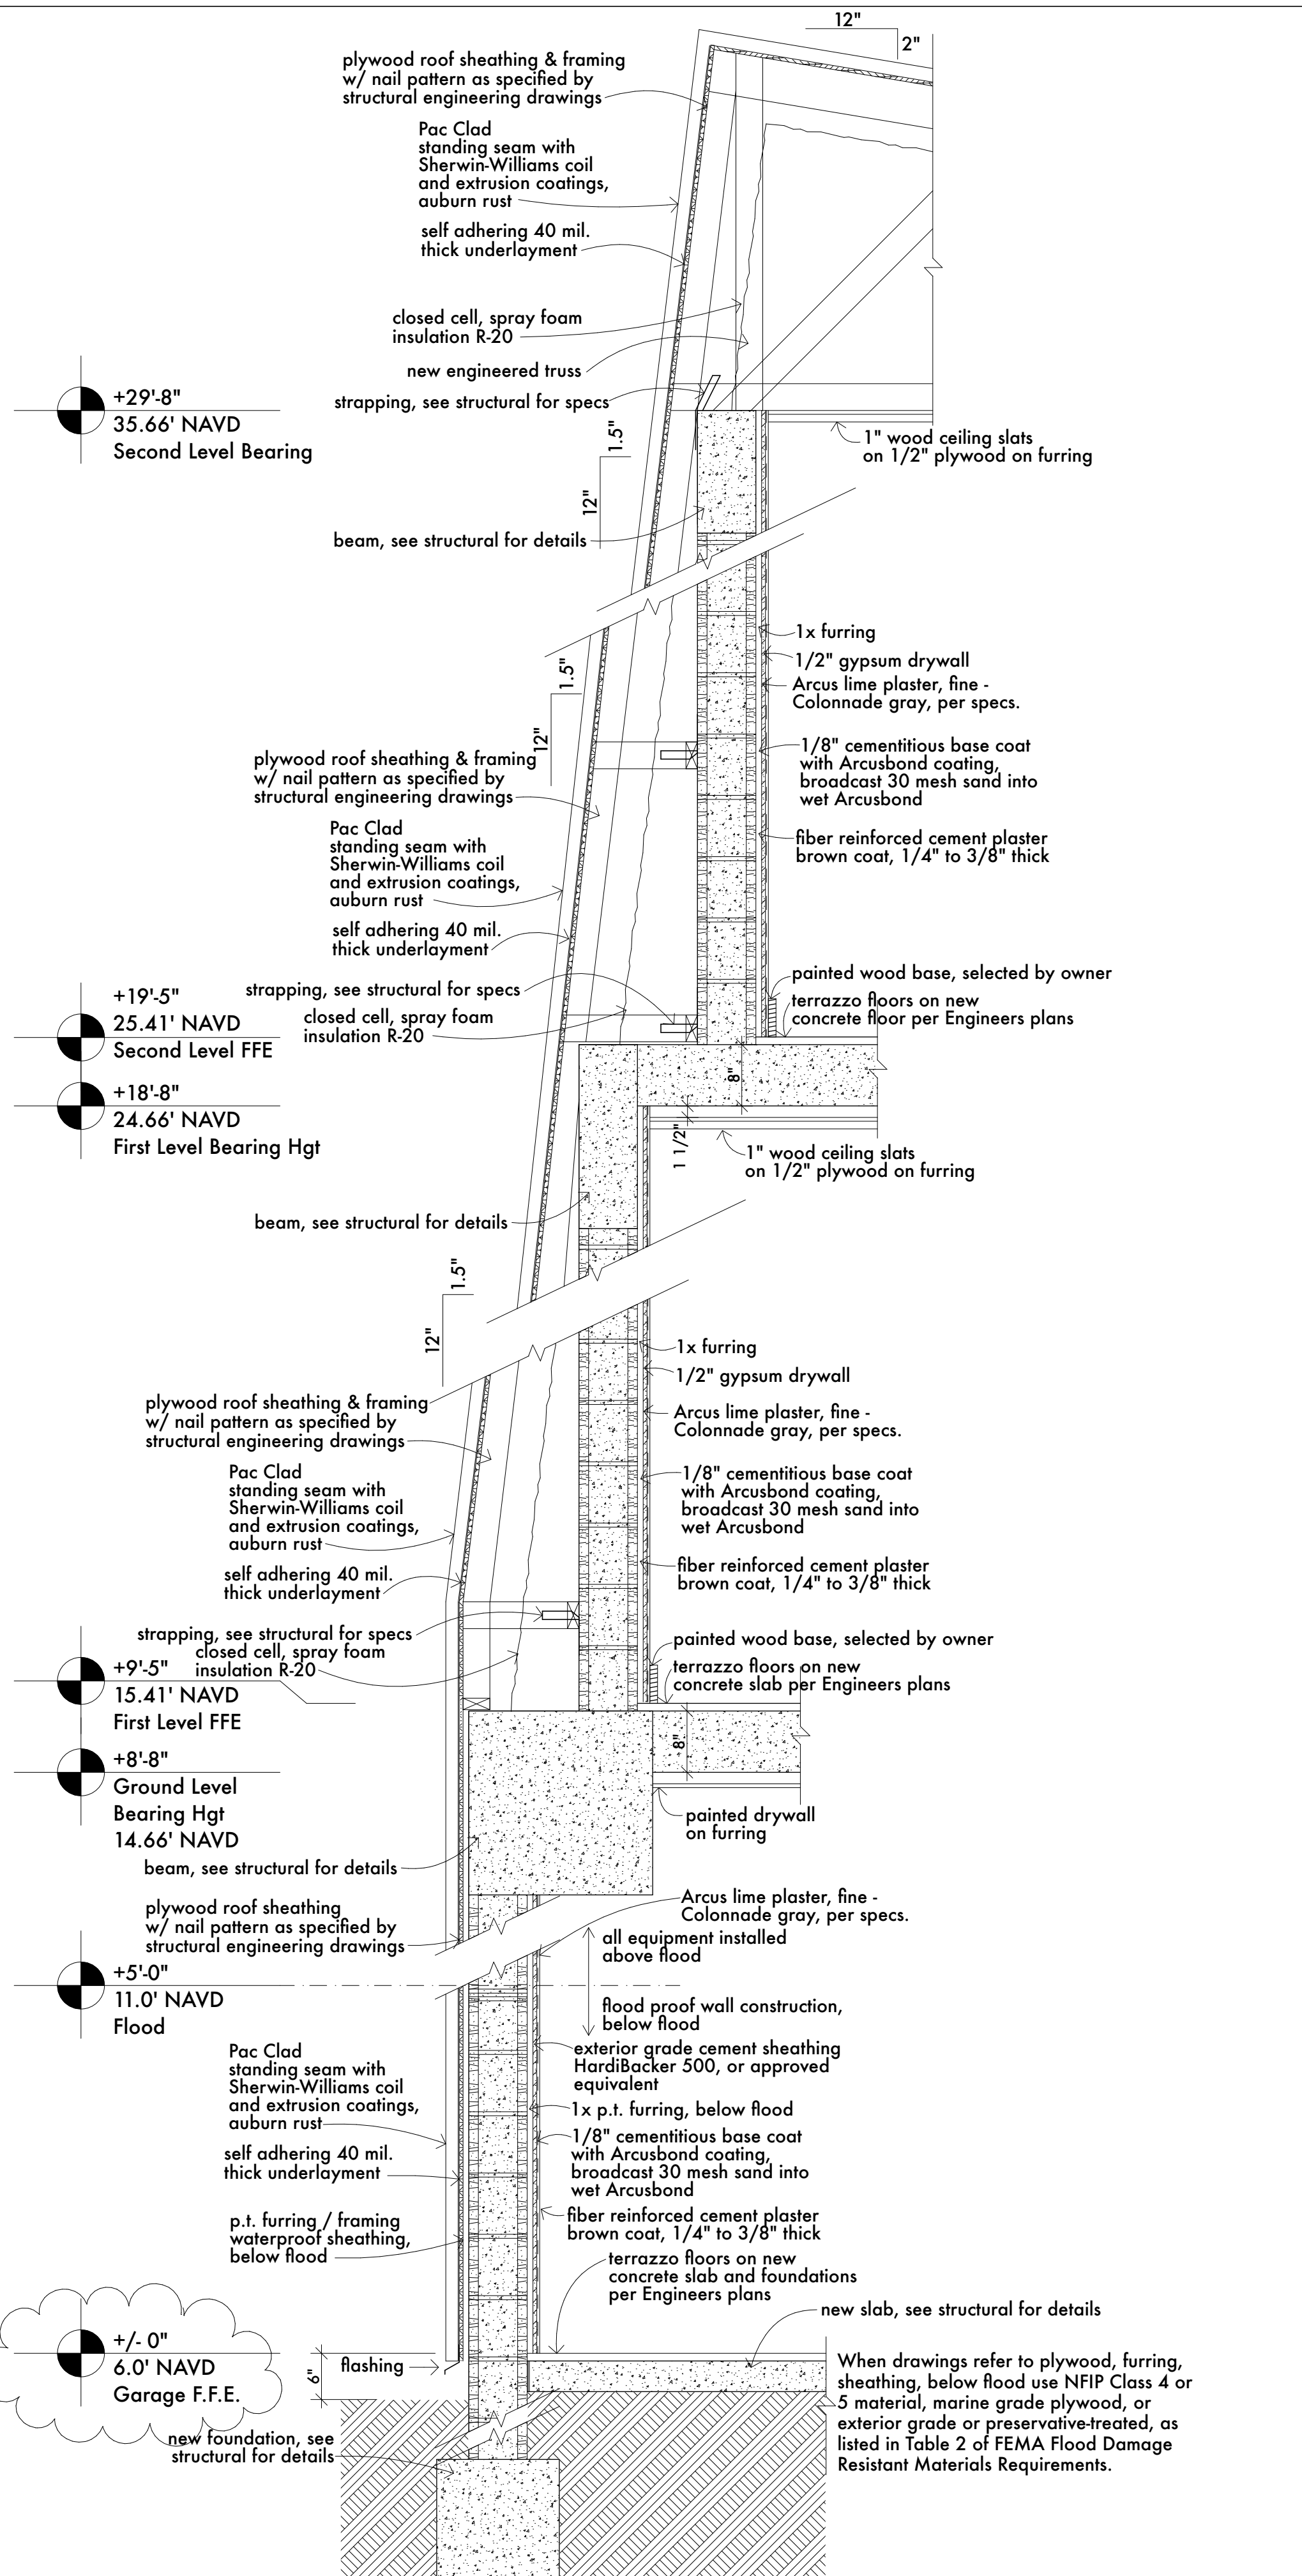 12"
2"
plywood roof sheathing & framing
w/ nail pattern as specified by
structural engineering drawings
Pac Clad
standing seam with
Sherwin-Williams coil
and extrusion coatings,
auburn rust
self adhering 40 mil.
thick underlayment
closed cell, spray foam
insulation R-20
new engineered truss
strapping, see structural for specs
+29'-8"
35.66' NAVD
Second Level Bearing
1" wood ceiling slats
on 1/2" plywood on furring
1.5"
12"
beam, see structural for details
1x furring
1/2" gypsum drywall
Arcus lime plaster, fine -
Colonnade gray, per specs.
1.5"
12"
1/8" cementitious base coat
with Arcusbond coating,
broadcast 30 mesh sand into
wet Arcusbond
plywood roof sheathing & framing
w/ nail pattern as specified by
structural engineering drawings
Pac Clad
standing seam with
Sherwin-Williams coil
and extrusion coatings,
auburn rust
fiber reinforced cement plaster
brown coat, 1/4" to 3/8" thick
self adhering 40 mil.
thick underlayment
painted wood base, selected by owner
strapping, see structural for specs
terrazzo floors on new
concrete floor per Engineers plans
closed cell, spray foam
insulation R-20
+19'-5"
25.41' NAVD
Second Level FFE
8"
+18'-8"
24.66' NAVD
First Level Bearing Hgt
1 1/2"
1" wood ceiling slats
on 1/2" plywood on furring
beam, see structural for details
1.5"
12"
1x furring
1/2" gypsum drywall
plywood roof sheathing & framing
w/ nail pattern as specified by
structural engineering drawings
Arcus lime plaster, fine -
Colonnade gray, per specs.
Pac Clad
standing seam with
Sherwin-Williams coil
and extrusion coatings,
auburn rust
1/8" cementitious base coat
with Arcusbond coating,
broadcast 30 mesh sand into
wet Arcusbond
self adhering 40 mil.
thick underlayment
fiber reinforced cement plaster
brown coat, 1/4" to 3/8" thick
strapping, see structural for specs
closed cell, spray foam
insulation R-20
painted wood base, selected by owner
terrazzo floors on new
concrete slab per Engineers plans
+9'-5"
15.41' NAVD
First Level FFE
8"
+8'-8"
Ground Level
Bearing Hgt
14.66' NAVD
painted drywall
on furring
beam, see structural for details
plywood roof sheathing
w/ nail pattern as specified by
structural engineering drawings
Arcus lime plaster, fine -
Colonnade gray, per specs.
all equipment installed
above flood
+5'-0"
11.0' NAVD
Flood
flood proof wall construction,
below flood
exterior grade cement sheathing
HardiBacker 500, or approved
equivalent
Pac Clad
standing seam with
Sherwin-Williams coil
and extrusion coatings,
auburn rust
1x p.t. furring, below flood
1/8" cementitious base coat
with Arcusbond coating,
broadcast 30 mesh sand into
wet Arcusbond
self adhering 40 mil.
thick underlayment
fiber reinforced cement plaster
brown coat, 1/4" to 3/8" thick
p.t. furring / framing
waterproof sheathing,
below flood
terrazzo floors on new
concrete slab and foundations
per Engineers plans
new slab, see structural for details
+/- 0"
6.0' NAVD
Garage F.F.E.
6"
flashing
new foundation, see
structural for details
When drawings refer to plywood, furring,
sheathing, below flood use NFIP Class 4 or
5 material, marine grade plywood, or
exterior grade or preservative-treated, as
listed in Table 2 of FEMA Flood Damage
Resistant Materials Requirements.